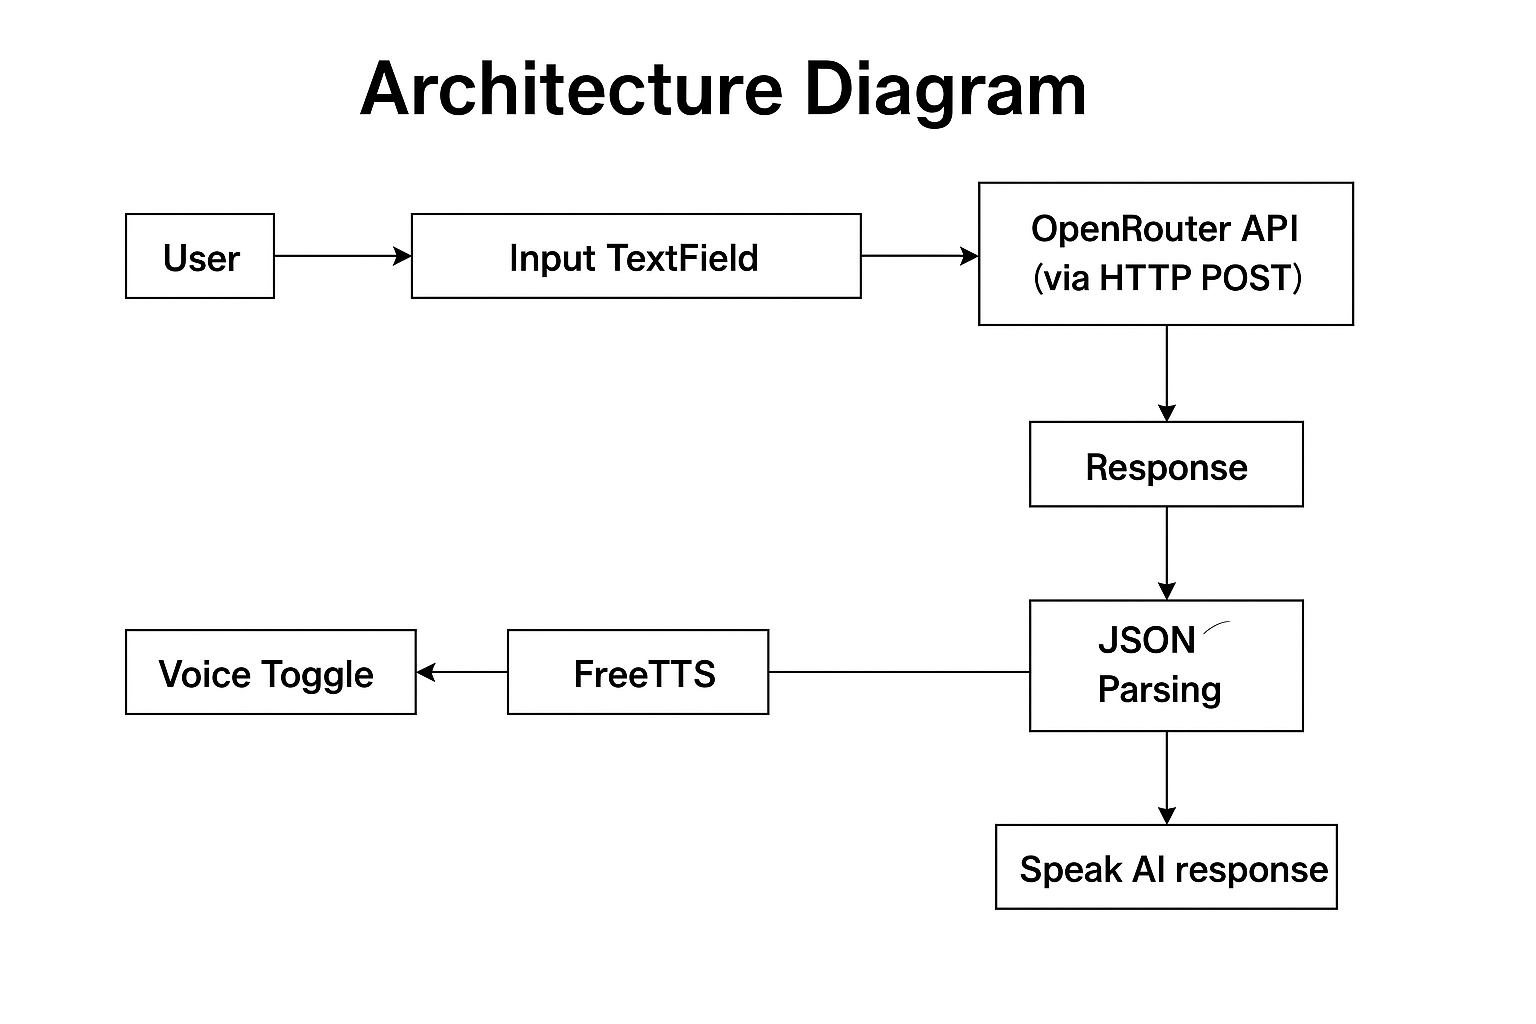 Architecture Diagram
User
Input TextField
OpenRouter API
(via HTTP POST)
Response
JSON
Parsing
FreeTTS
Voice Toggle
Speak AI response